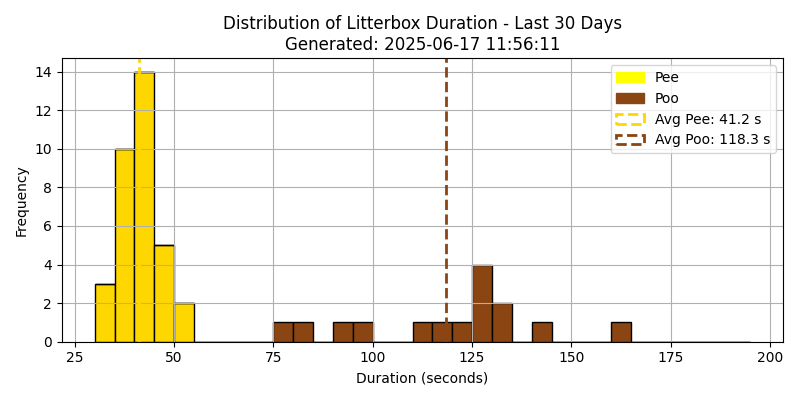 Distribution of Litterbox Duration - Last 30 Days
Generated: 2025-06-17 11:56:11
Pee
Poo
Avg Pee: 41.2 s
Avg Poo: 118.3 s
Frequency
14
12
10
8
6
4
2
0
25 50 75 100 125 150 175 200
Duration (seconds)